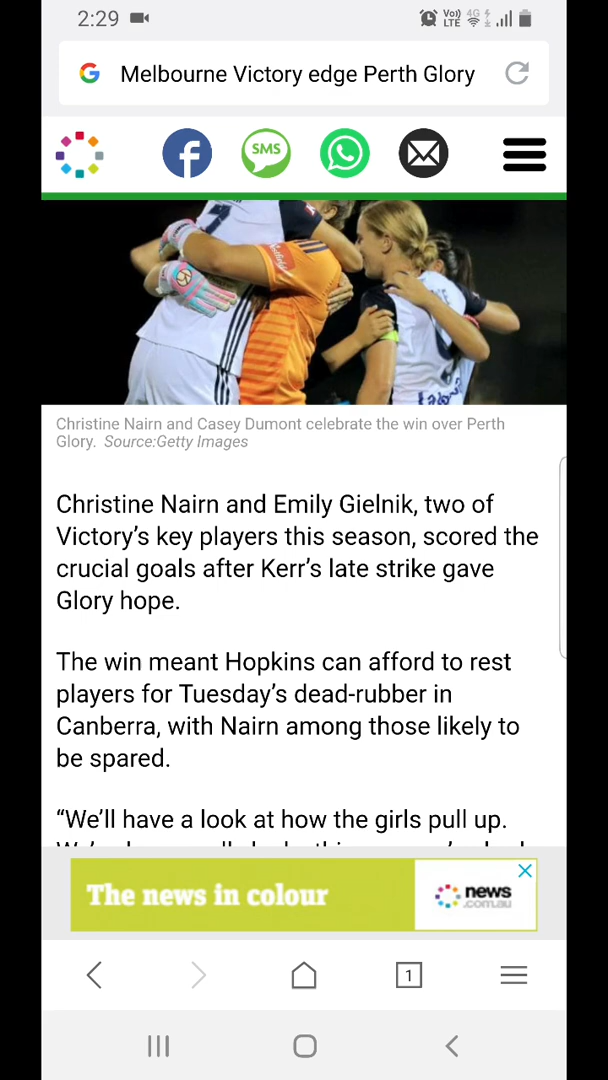 2:29
Vo)) 4G
LTE
Melbourne Victory edge Perth Glory
SMS
Christine Nairn and Casey Dumont celebrate the win over Perth
Glory. Source:Getty Images
Christine Nairn and Emily Gielnik, two of
Victory's key players this season, scored the
crucial goals after Kerr's late strike gave
Glory hope.
The win meant Hopkins can afford to rest
players for Tuesday's dead-rubber in
Canberra, with Nairn among those likely to
be spared.
“We'll have a look at how the girls pull up.
The news in colour
news
.com.au
1